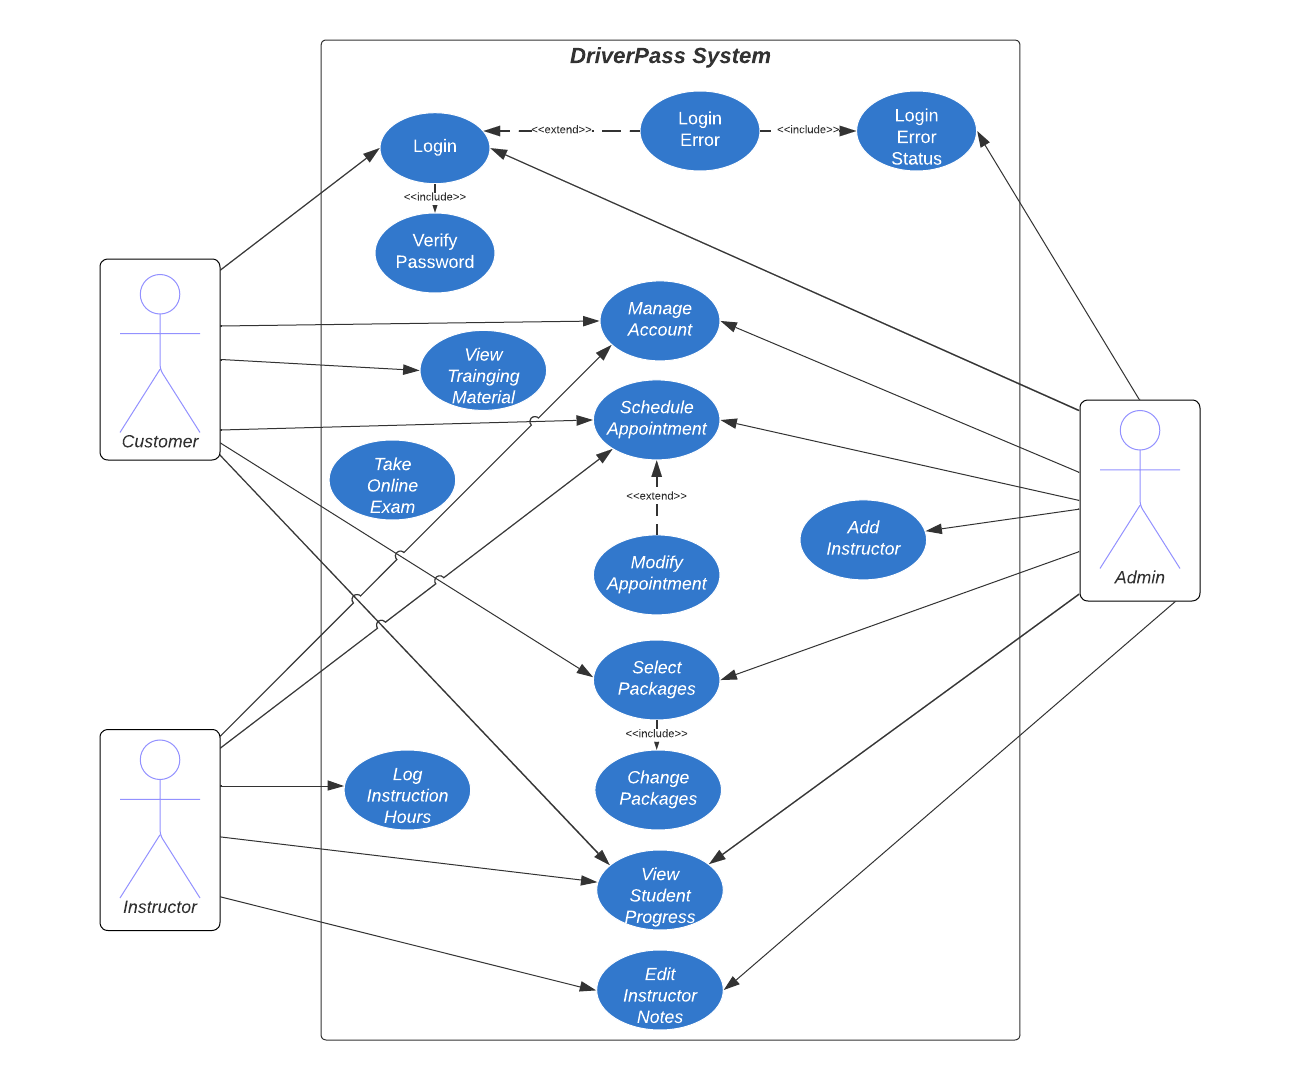 DriverPass System
Login
Error
<<extend>>
<<include>>
Login
Error
Status
Login
<<include>>
Verify
Password
Manage
Account
View
Trainging
Material
Schedule
Appointment
Customer
Take
Online
Exam
<<extend>>
Add
Instructor
Modify
Appointment
Admin
Select
Packages
<<include>>
Change
Packages
Log
Instruction
Hours
View
Student
Progress
Instructor
Edit
Instructor
Notes